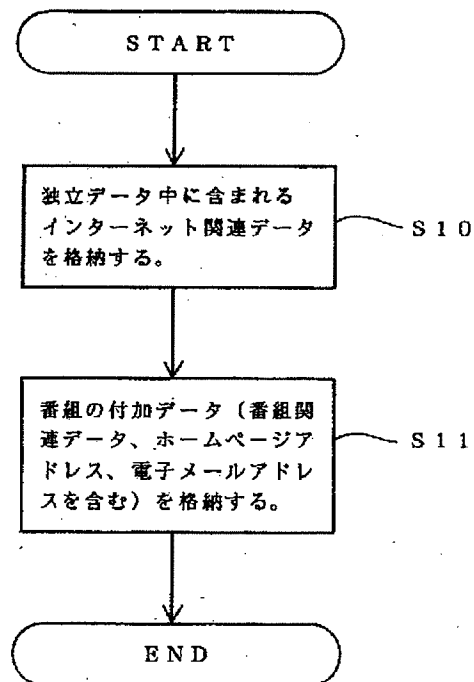 START
独立データ中に含まれる
インターネット関連データ
を格納する。
S10
番組の付加データ(番組関
連データ、ホームページア
ドレス、電子メールアドレ
スを含む)を格納する。
S11
END